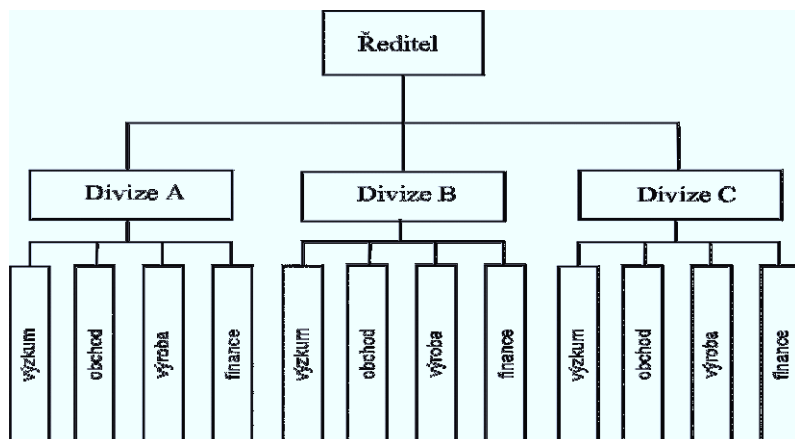 Ředitel
Divize A
Divize B
Divize C
výzkum
obchod
výroba
finance
výzkum
obchod
výroba
finance
výzkum
obchod
výroba
finance